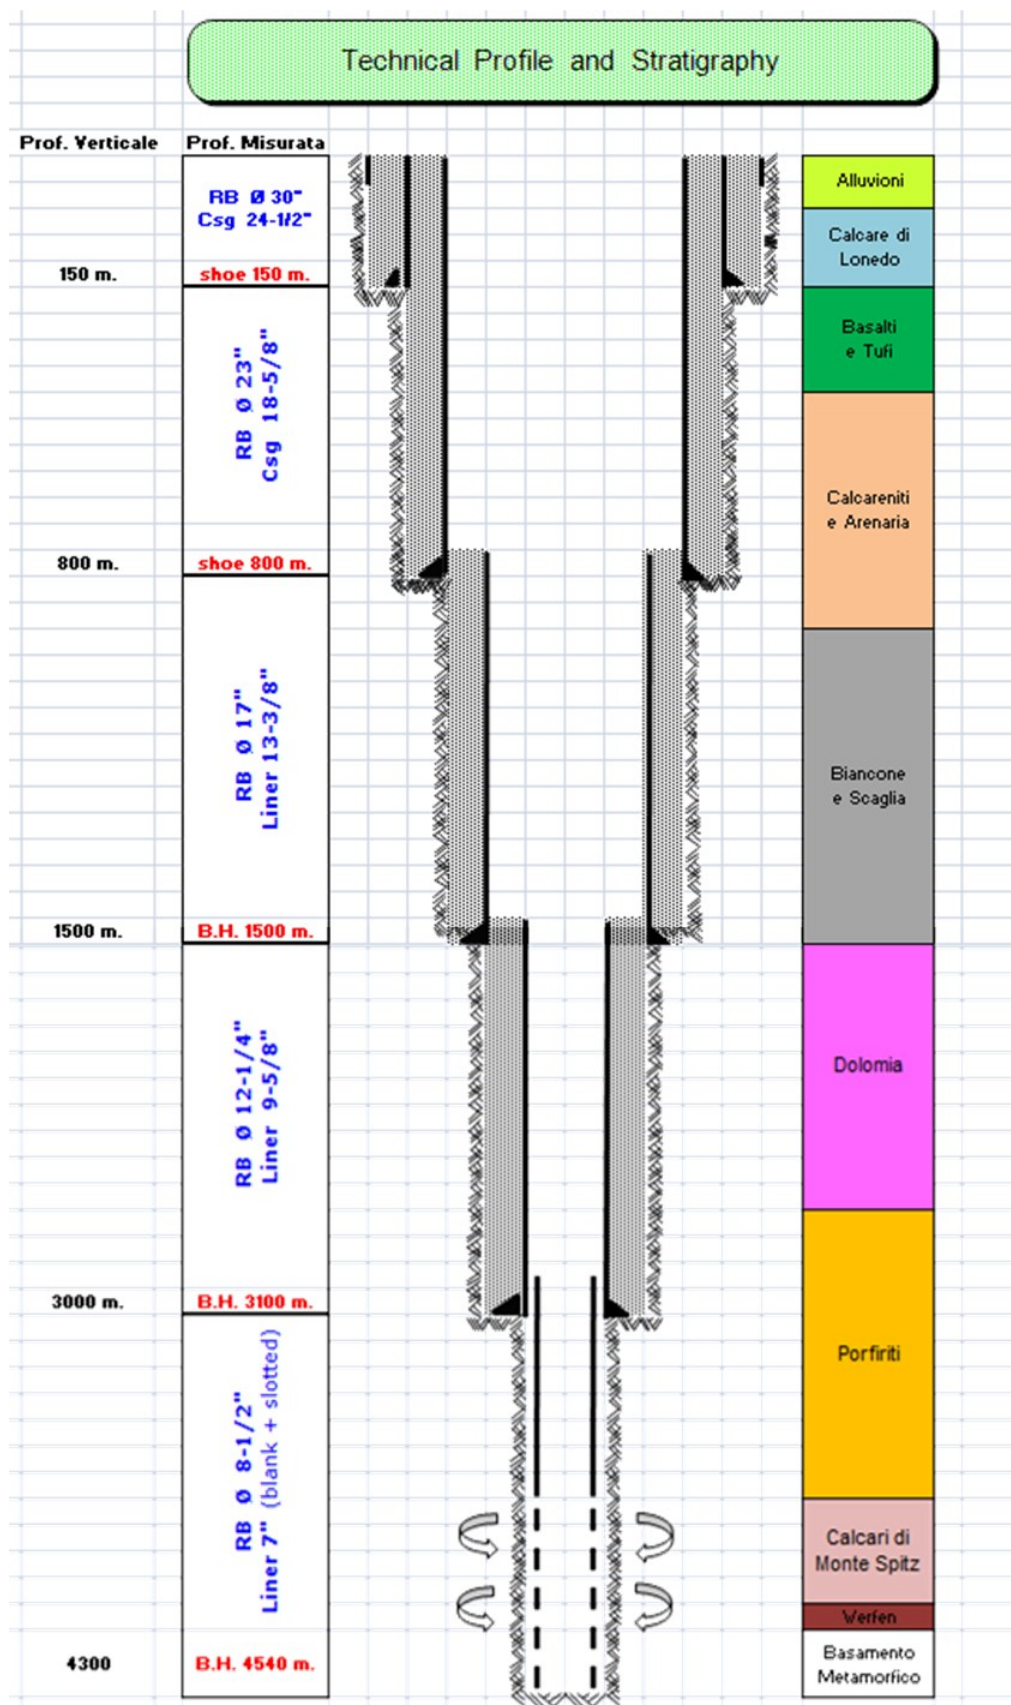 Technical Profile and Stratigraphy
Prof. Verticale
Prof. Misurata
RB Ø 30"
Csg 24-1/2"
150 m.
shoe 150 m.
RB Ø 23"
Csg 18-5/8"
800 m.
shoe 800 m.
RB Ø 17"
Liner 13-3/8"
1500 m.
B.H. 1500 m.
RB Ø 12-1/4"
Liner 9-5/8"
3000 m.
B.H. 3100 m.
RB Ø 8-1/2"
Liner 7" (blank + slotted)
4300
B.H. 4540 m.
Alluvioni
Calcare di
Lonedo
Basalti
e Tufi
Calcareniti
e Arenaria
Biancone
e Scaglia
Dolomia
Porfiriti
Calcari di
Monte Spitz
Werfen
Basamento
Metamorfico